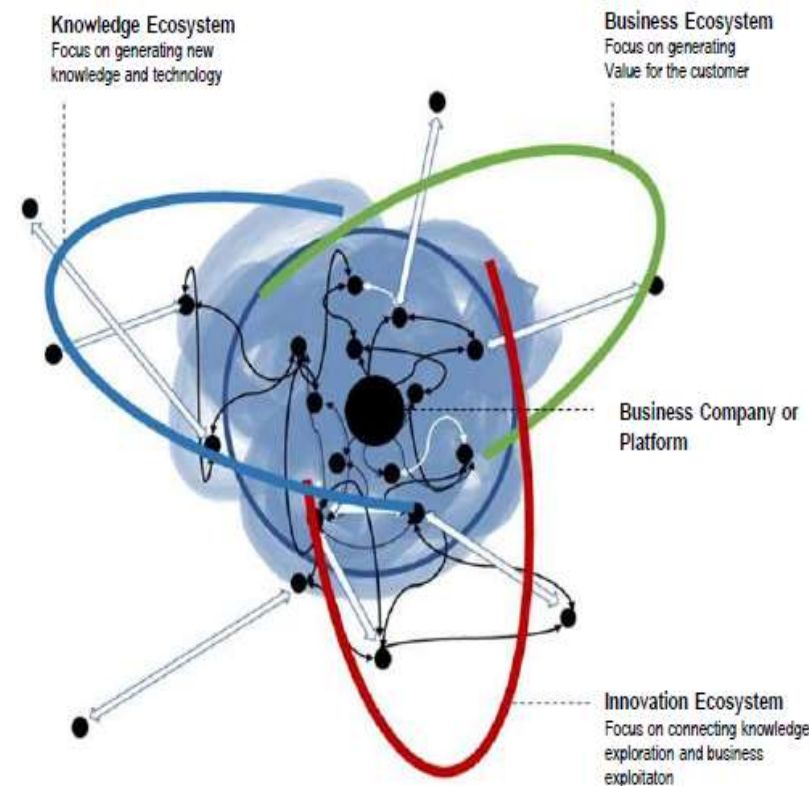 Knowledge Ecosystem
Focus on generating new
knowledge and technology
Business Ecosystem
Focus on generating
Value for the customer
Business Company or
Platform
Innovation Ecosystem
Focus on connecting knowledge
exploration and business
exploitaton